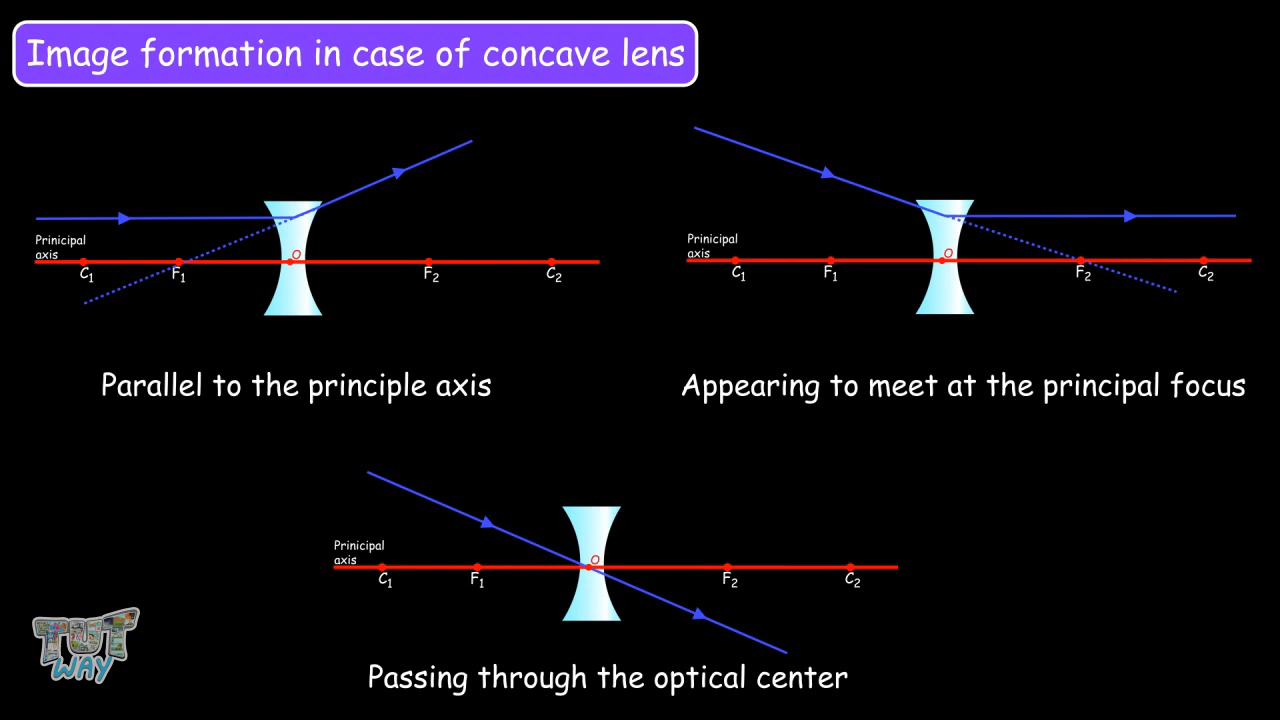 Image formation in case of concave lens
Prinicipal
axis
O
C1 F1 F2 C2
Parallel to the principle axis
Prinicipal
axis
O
C1 F1 F2 C2
Appearing to meet at the principal focus
Prinicipal
axis
O
C1 F1 F2 C2
Passing through the optical center
TUT
WAY